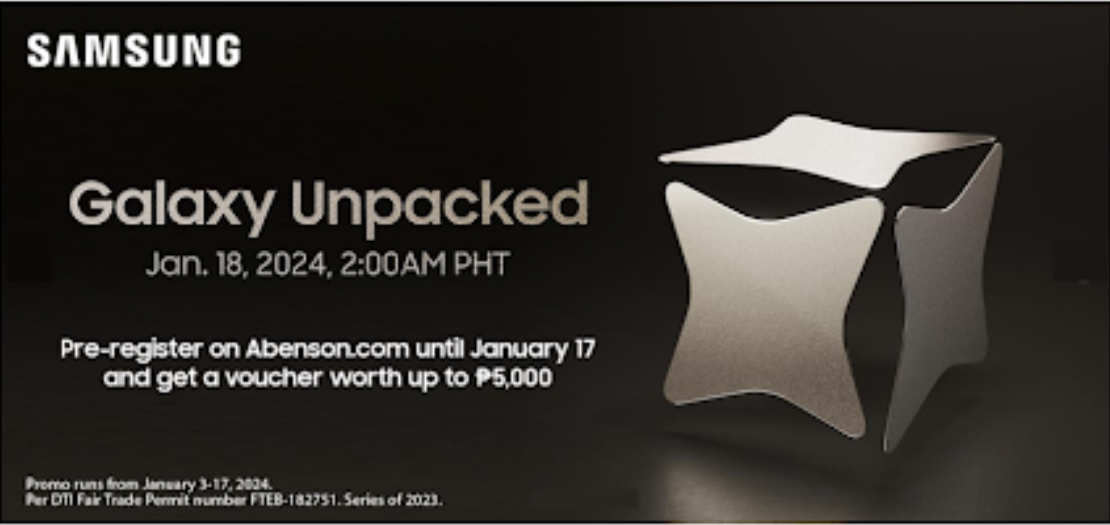 SAMSUNG
Galaxy Unpacked
Jan. 18, 2024, 2:00AM PHT
Pre-register on Abenson.com until January 17
and get a voucher worth up to ₱5,000
Promo runs from January 3-17, 2024.
Per DTI Fair Trade Permit number FTEB-182751. Series of 2023.